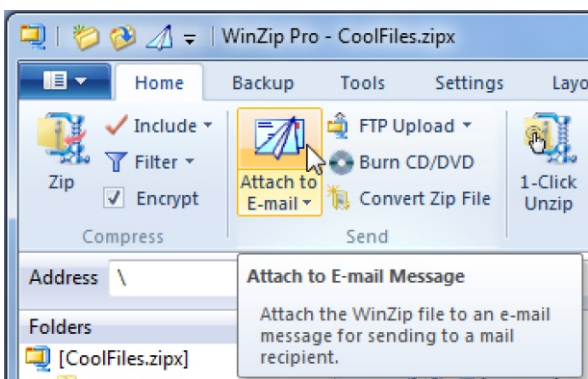 WinZip Pro - CoolFiles.zipx
Home Backup Tools Settings Layo
Include
Filter
Encrypt
Zip
Compress
Attach to
E-mail
FTP Upload
Burn CD/DVD
Convert Zip File
Send
1-Click
Unzip
Address \
Attach to E-mail Message
Attach the WinZip file to an e-mail
message for sending to a mail
recipient.
Folders
[CoolFiles.zipx]